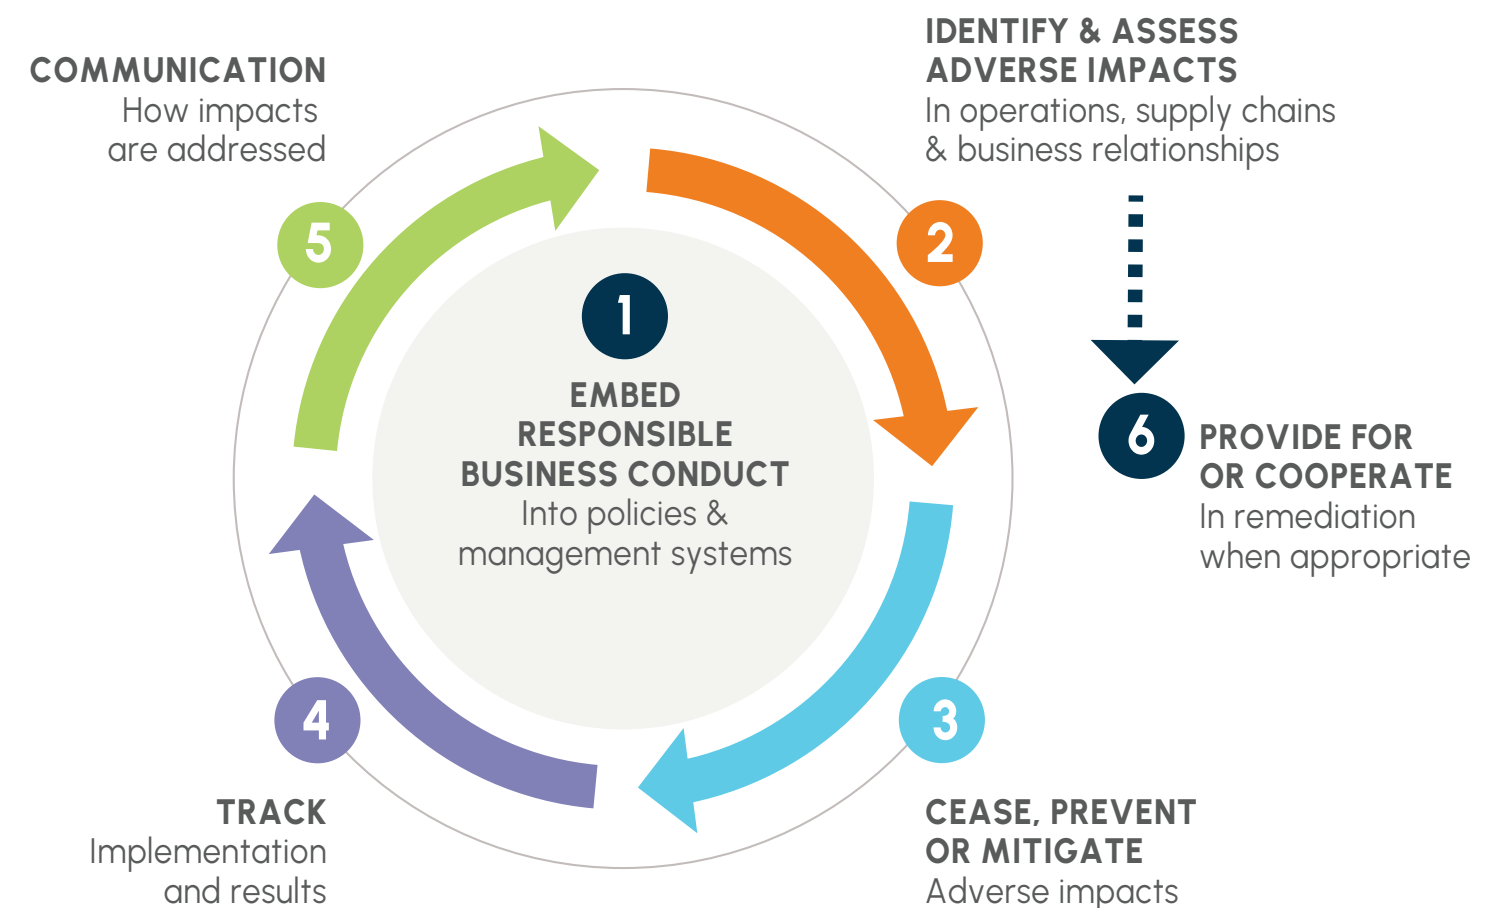 COMMUNICATION
How impacts
are addressed
5
IDENTIFY & ASSESS
ADVERSE IMPACTS
In operations, supply chains
& business relationships
2
1
EMBED
RESPONSIBLE
BUSINESS CONDUCT
Into policies &
management systems
6
PROVIDE FOR
OR COOPERATE
In remediation
when appropriate
4
TRACK
Implementation
and results
3
CEASE, PREVENT
OR MITIGATE
Adverse impacts